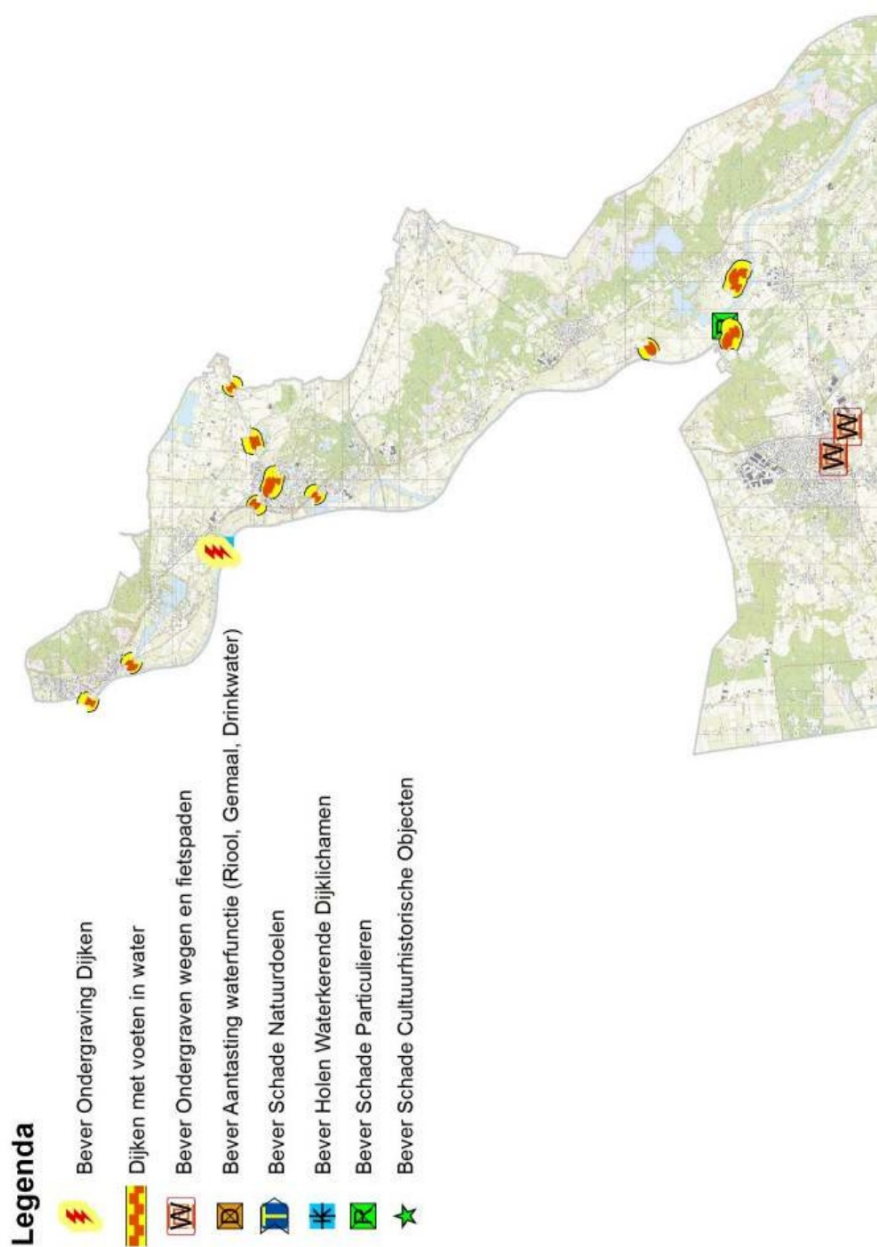 Legenda
Bever Ondergraving Dijken
Dijken met voeten in water
W Bever Ondergraven wegen en fietspaden
D Bever Aantasting waterfunctie (Riool, Gemaal, Drinkwater)
T Bever Schade Natuurdoelen
K Bever Holen Waterkerende Dijklichamen
R Bever Schade Particulieren
Bever Schade Cultuurhistorische Objecten
W
W